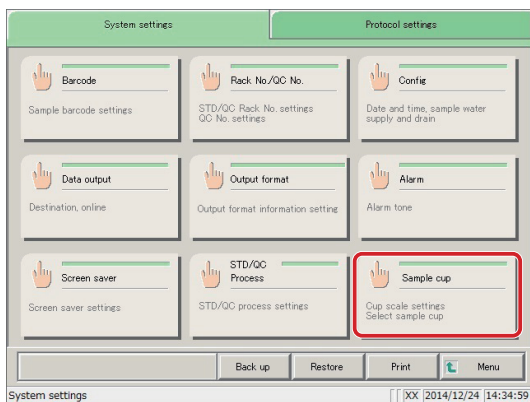 System settings
Protocol settings
Barcode
Sample barcode settings
Rack No./QC No.
STD/QC Rack No. settings
QC No. settings
Config
Date and time, sample water
supply and drain
Data output
Destination, online
Output format
Output format information setting
Alarm
Alarm tone
Screen saver
Screen saver settings
STD/QC
Process
STD/QC process settings
Sample cup
Cup scale settings
Select sample cup
Back up
Restore
Print
Menu
System settings
XX
2014/12/24
14:34:59